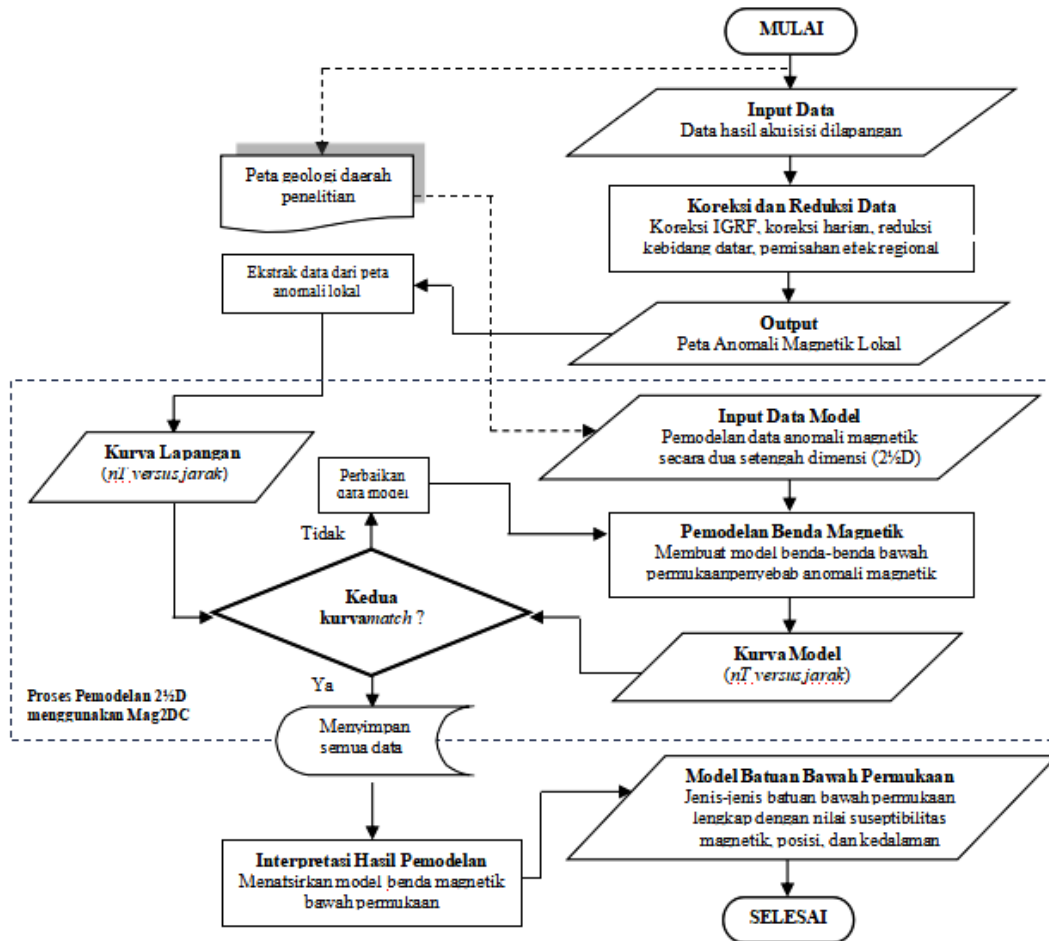 MULAI
Input Data
Data hasil akuisisi dilapangan
Peta geologi daerah
penelitian
Koreksi dan Reduksi Data
Koreksi IGRF, koreksi harian, reduksi
kebidang datar, pemisahan efek regional
Ekstrak data dari peta
anomali lokal
Output
Peta Anomali Magnetik Lokal
Input Data Model
Pemodelan data anomali magnetik
secara dua setengah dimensi (2½D)
Kurva Lapangan
(nT versus jarak)
Perbaikan
data model
Tidak
Pemodelan Benda Magnetik
Membuat model benda-benda bawah
permukaanpenyebab anomali magnetik
Kedua
kurvamatch ?
Kurva Model
(nT versus jarak)
Ya
Proses Pemodelan 2½D
menggunakan Mag2DC
Menyimpan
semua data
Model Batuan Bawah Permukaan
Jenis-jenis batuan bawah permukaan
lengkap dengan nilai suseptibilitas
magnetik, posisi, dan kedalaman
Interpretasi Hasil Pemodelan
Menafsirkan model benda magnetik
bawah permukaan
SELESAI